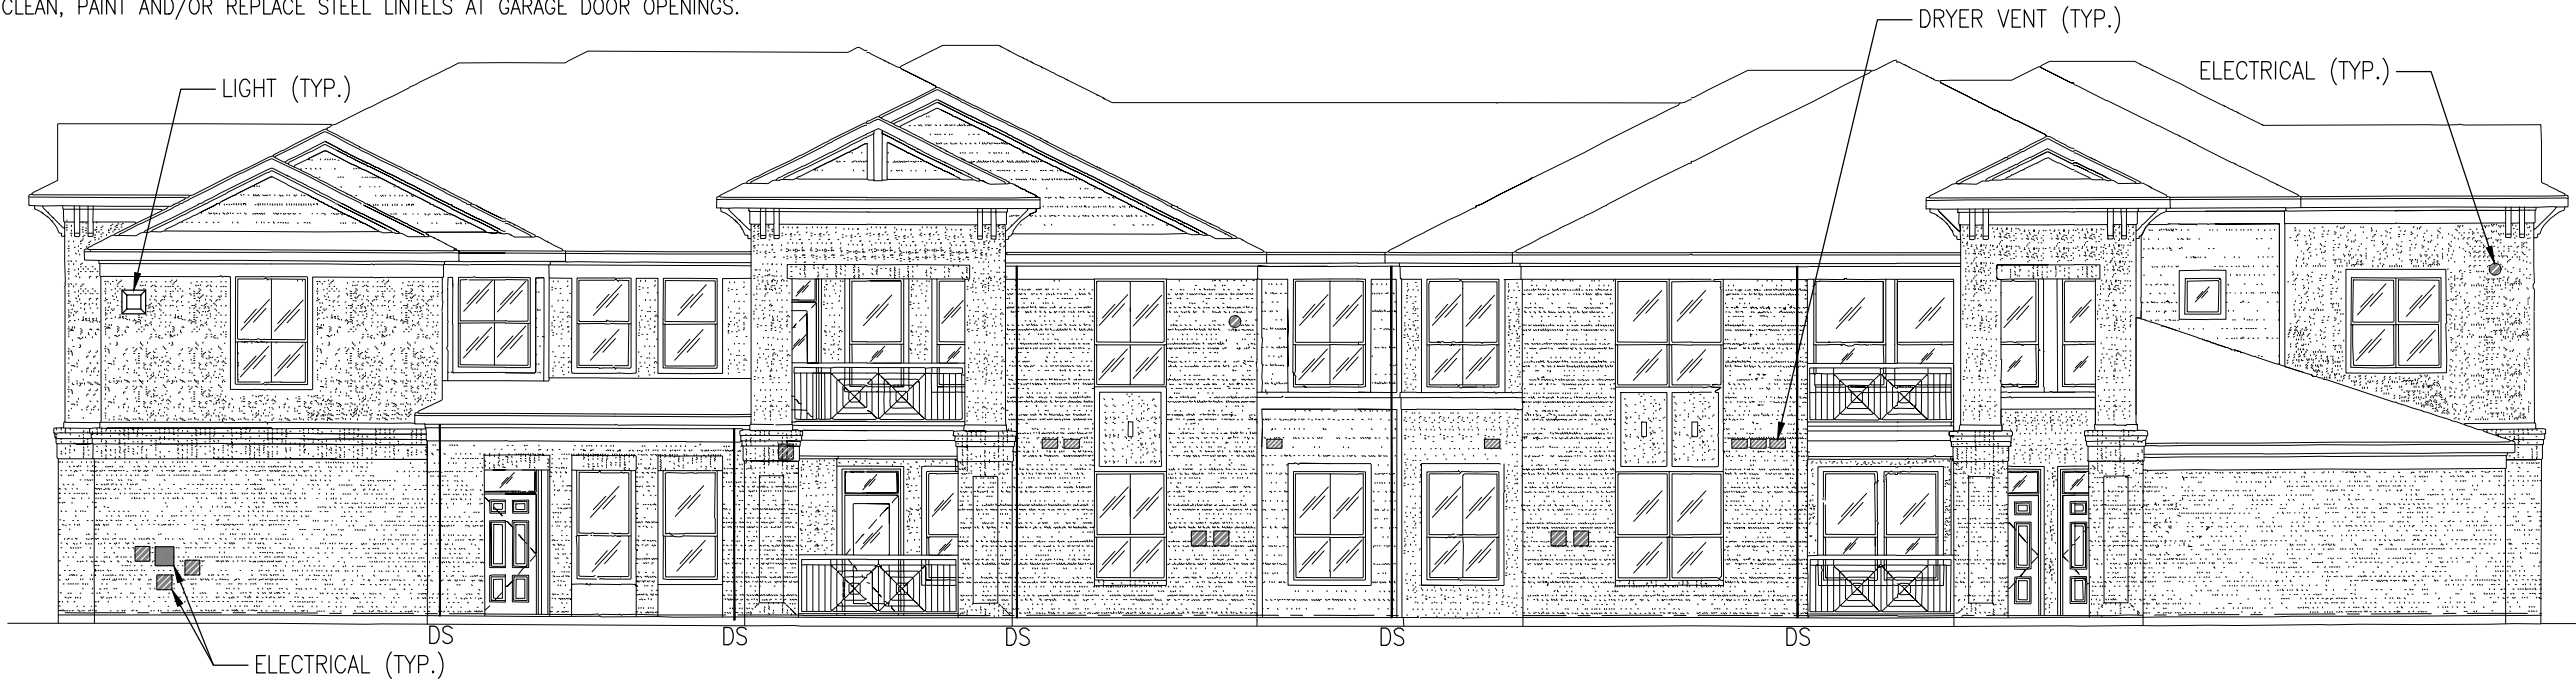 CLEAN, PAINT AND/OR REPLACE STEEL LINTELS AT GARAGE DOOR OPENINGS.
DRYER VENT (TYP.)
ELECTRICAL (TYP.)
LIGHT (TYP.)
DS
DS
DS
DS
DS
ELECTRICAL (TYP.)